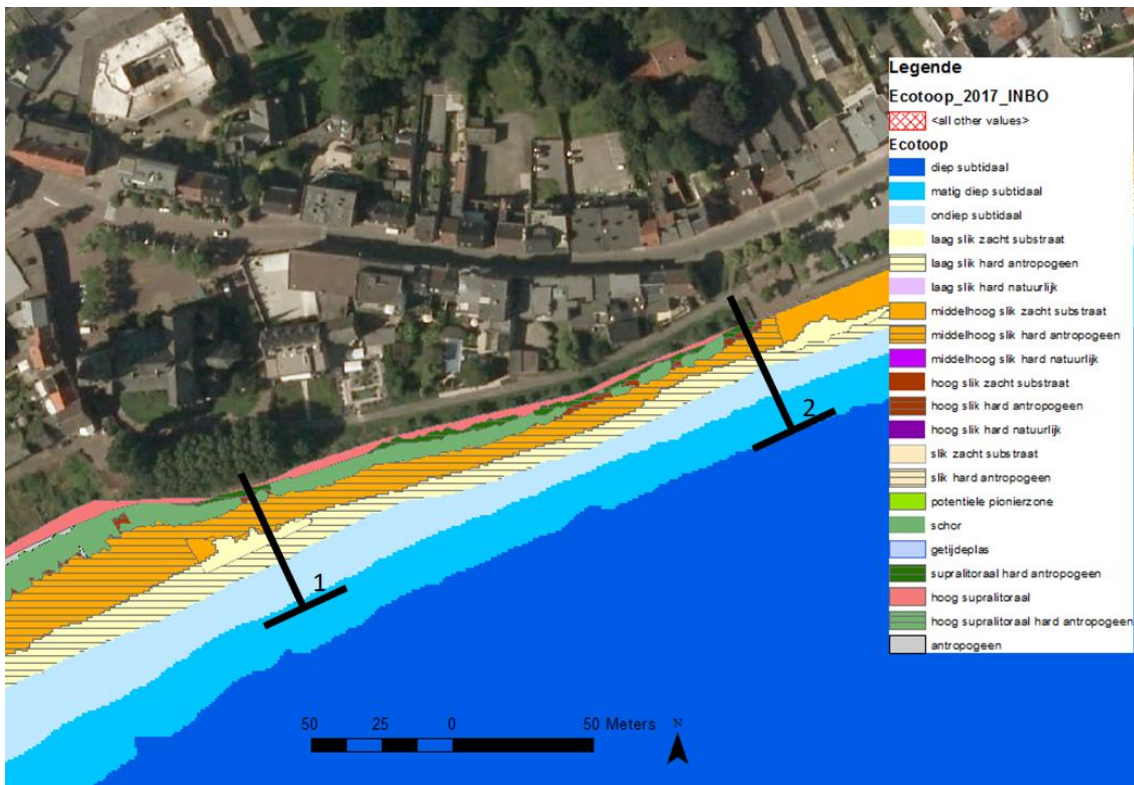 Legende
Ecotoop_2017_INBO
<all other values>
Ecotoop
diep subtidaal
matig diep subtidaal
ondiep subtidaal
laag slik zacht substraat
laag slik hard antropogeen
laag slik hard natuurlijk
middelhoog slik zacht substraat
middelhoog slik hard antropogeen
middelhoog slik hard natuurlijk
hoog slik zacht substraat
hoog slik hard antropogeen
hoog slik hard natuurlijk
slik zacht substraat
slik hard antropogeen
potentiele pionierzone
schor
getijdeplas
supralitoraal hard antropogeen
hoog supralitoraal
hoog supralitoraal hard antropogeen
antropogeen
2
1
50 25 0 50 Meters
N